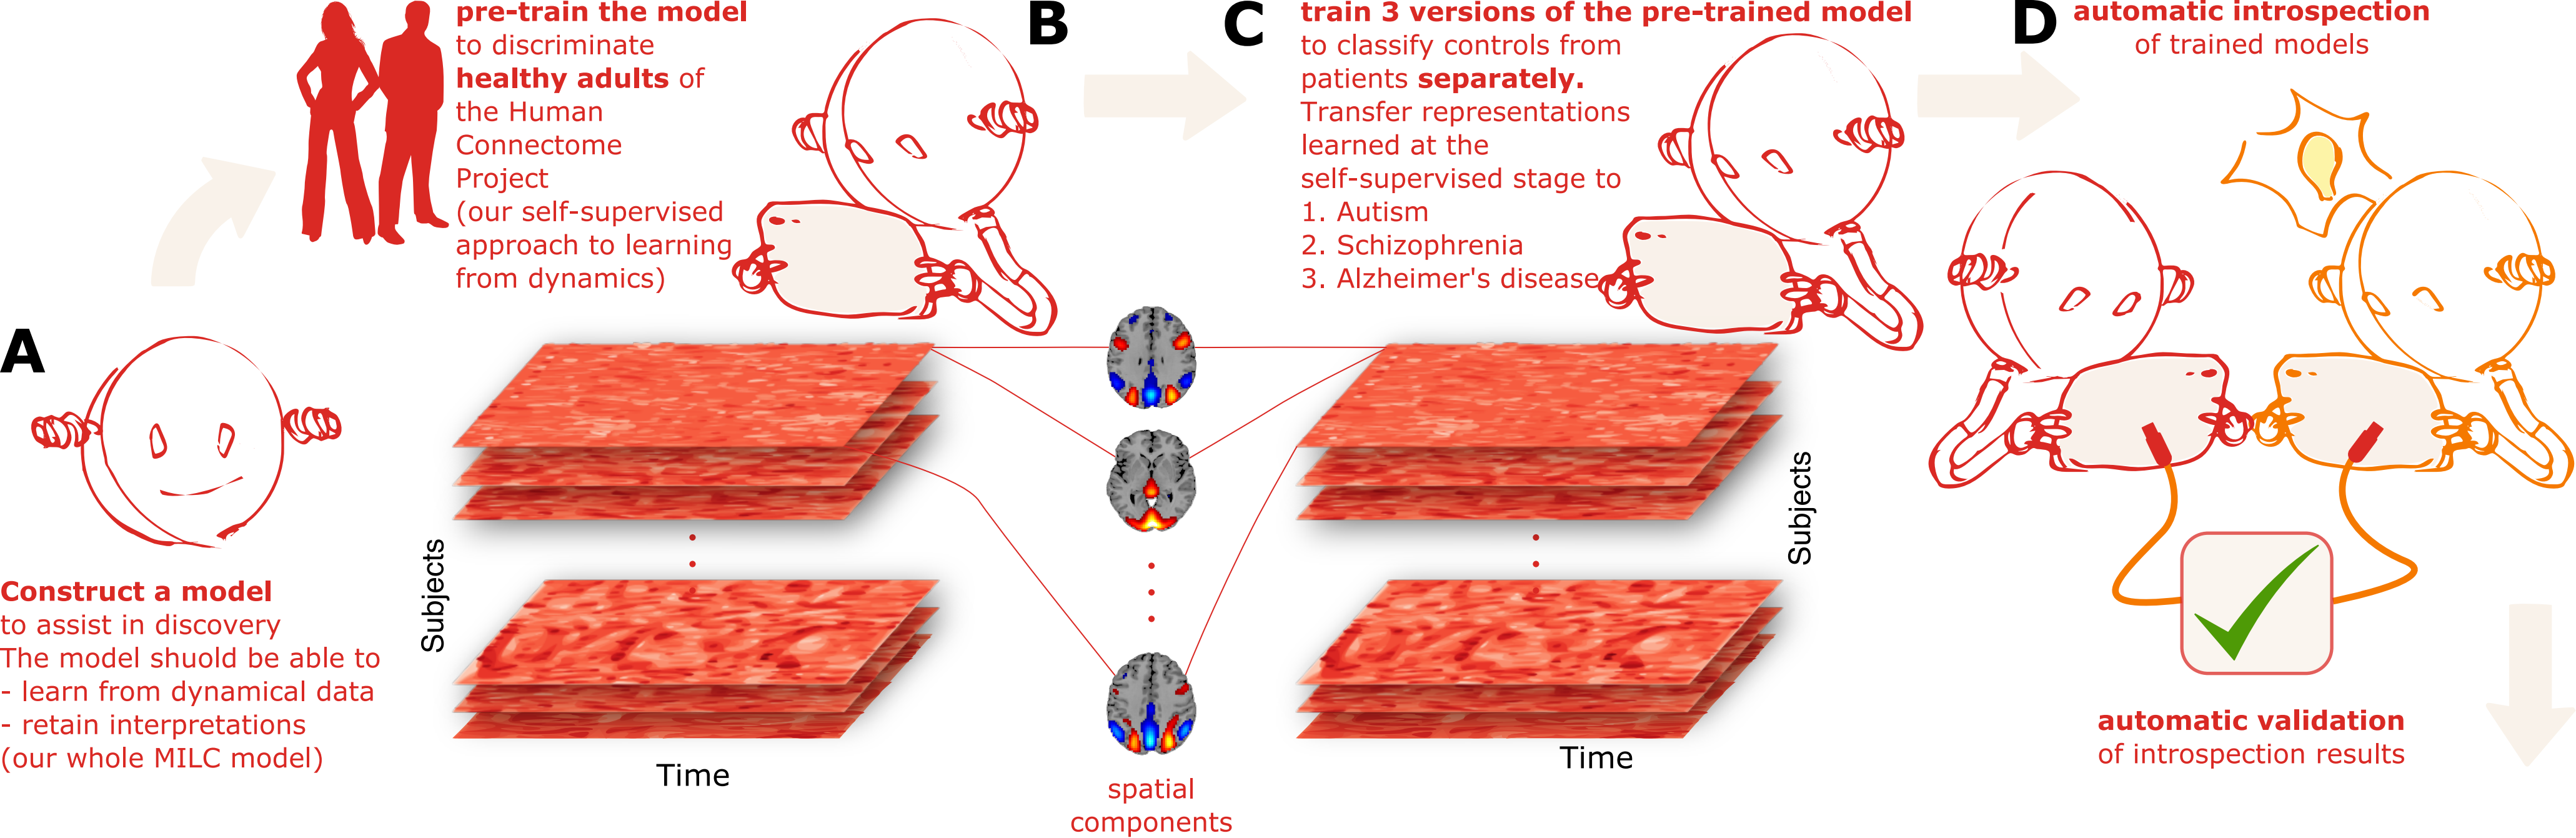 A
Construct a model
to assist in discovery
The model shuold be able to
- learn from dynamical data
- retain interpretations
(our whole MILC model)
B
pre-train the model
to discriminate
healthy adults of
the Human
Connectome
Project
(our self-supervised
approach to learning
from dynamics)
Subjects
Time
spatial
components
C
train 3 versions of the pre-trained model
to classify controls from
patients separately.
Transfer representations
learned at the
self-supervised stage to
1. Autism
2. Schizophrenia
3. Alzheimer's disease
Subjects
Time
D
automatic introspection
of trained models
automatic validation
of introspection results